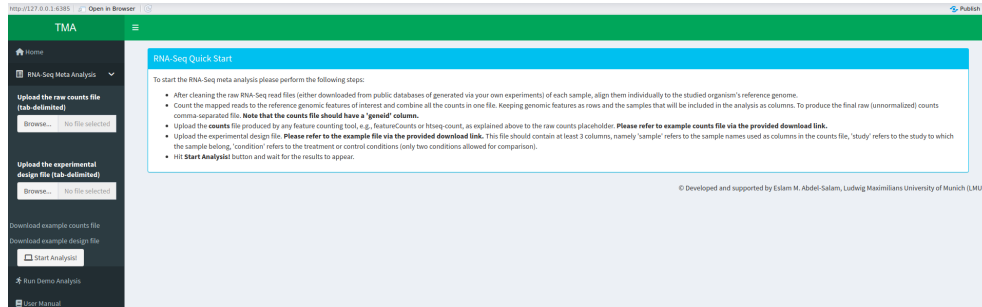 http://127.0.0.1:6385 Open in Browser Publish
TMA
Home
RNA-Seq Meta Analysis
Upload the raw counts file
(tab-delimited)
Browse... No file selected
Upload the experimental
design file (tab-delimited)
Browse... No file selected
Download example counts file
Download example design file
Start Analysis!
Run Demo Analysis
User Manual
RNA-Seq Quick Start
To start the RNA-Seq meta analysis please perform the following steps:
After cleaning the raw RNA-Seq read files (either downloaded from public databases of generated via your own experiments) of each sample, align them individually to the studied organism's reference genome.
Count the mapped reads to the reference genomic features of interest and combine all the counts in one file. Keeping genomic features as rows and the samples that will be included in the analysis as columns. To produce the final raw (unnormalized) counts
comma-separated file. Note that the counts file should have a 'geneid' column.
Upload the counts file produced by any feature counting tool, e.g., featureCounts or htseq-count, as explained above to the raw counts placeholder. Please refer to example counts file via the provided download link.
Upload the experimental design file. Please refer to the example file via the provided download link. This file should contain at least 3 columns, namely 'sample' refers to the sample names used as columns in the counts file, 'study' refers to the study to which
the sample belong, 'condition' refers to the treatment or control conditions (only two conditions allowed for comparison).
Hit Start Analysis! button and wait for the results to appear.
© Developed and supported by Eslam M. Abdel-Salam, Ludwig Maximilians University of Munich (LMU